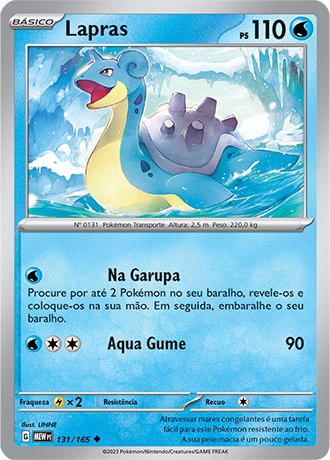 BÁSICO
Lapras
PS 110
Nº 0131 Pokémon Transporte Altura: 2,5 m Peso: 220,0 kg
Na Garupa
Procure por até 2 Pokémon no seu baralho, revele-os e
coloque-os na sua mão. Em seguida, embaralhe o seu
baralho.
Aqua Gume 90
Fraqueza ×2 Resistência Recuo
Ilust. LINNE
G MEW PT 131/165
Atravessar mares congelantes é uma tarefa
fácil para este Pokémon resistente ao frio.
A sua pele macia é um pouco gelada.
©2023 Pokémon/Nintendo/Creatures/GAME FREAK